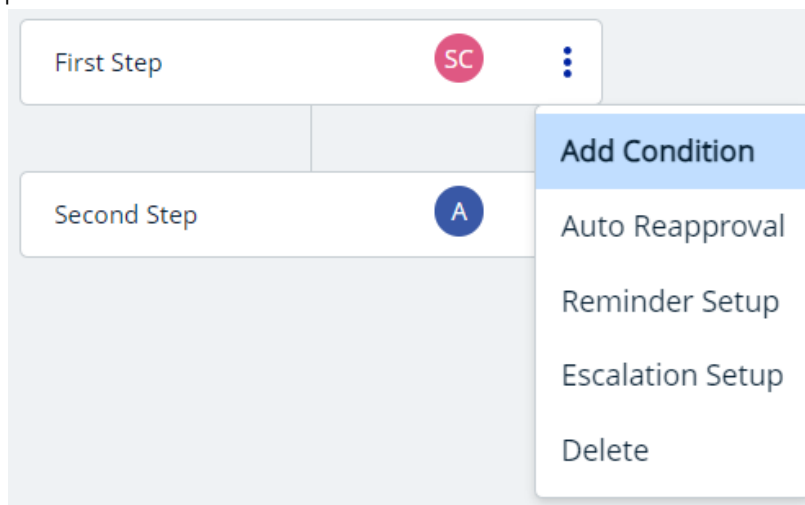 First Step
SC
Add Condition
Second Step
A
Auto Reapproval
Reminder Setup
Escalation Setup
Delete